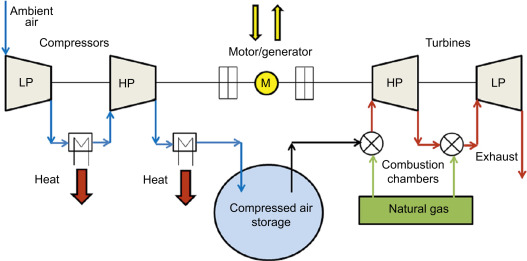 Ambient
air
Compressors
Motor/generator
Turbines
LP
HP
M
HP
LP
Heat
Heat
Combustion
chambers
Exhaust
Compressed air
storage
Natural gas